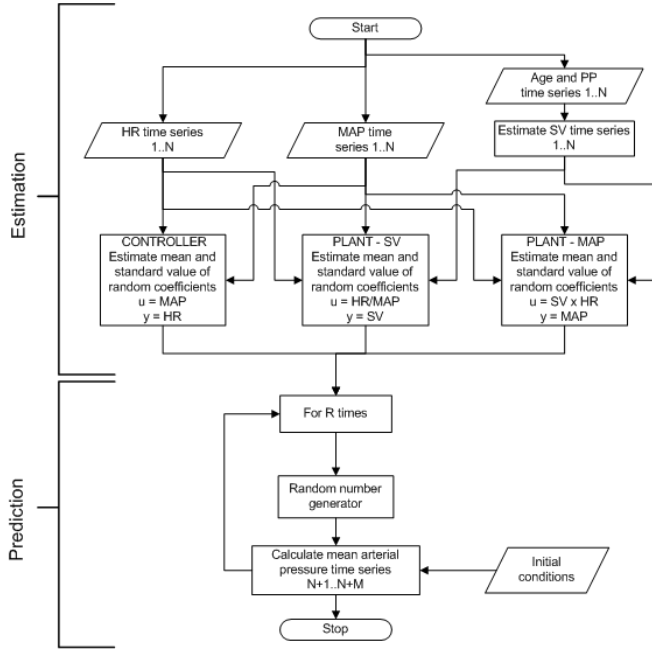 Estimation
Start
Age and PP
time series 1..N
HR time series
1..N
MAP time
series 1..N
Estimate SV time series
1..N
CONTROLLER
Estimate mean and
standard value of
random coefficients
u = MAP
y = HR
PLANT - SV
Estimate mean and
standard value of
random coefficients
u = HR/MAP
y = SV
PLANT - MAP
Estimate mean and
standard value of
random coefficients
u = SV x HR
y = MAP
Prediction
For R times
Random number
generator
Calculate mean arterial
pressure time series
N+1..N+M
Initial
conditions
Stop